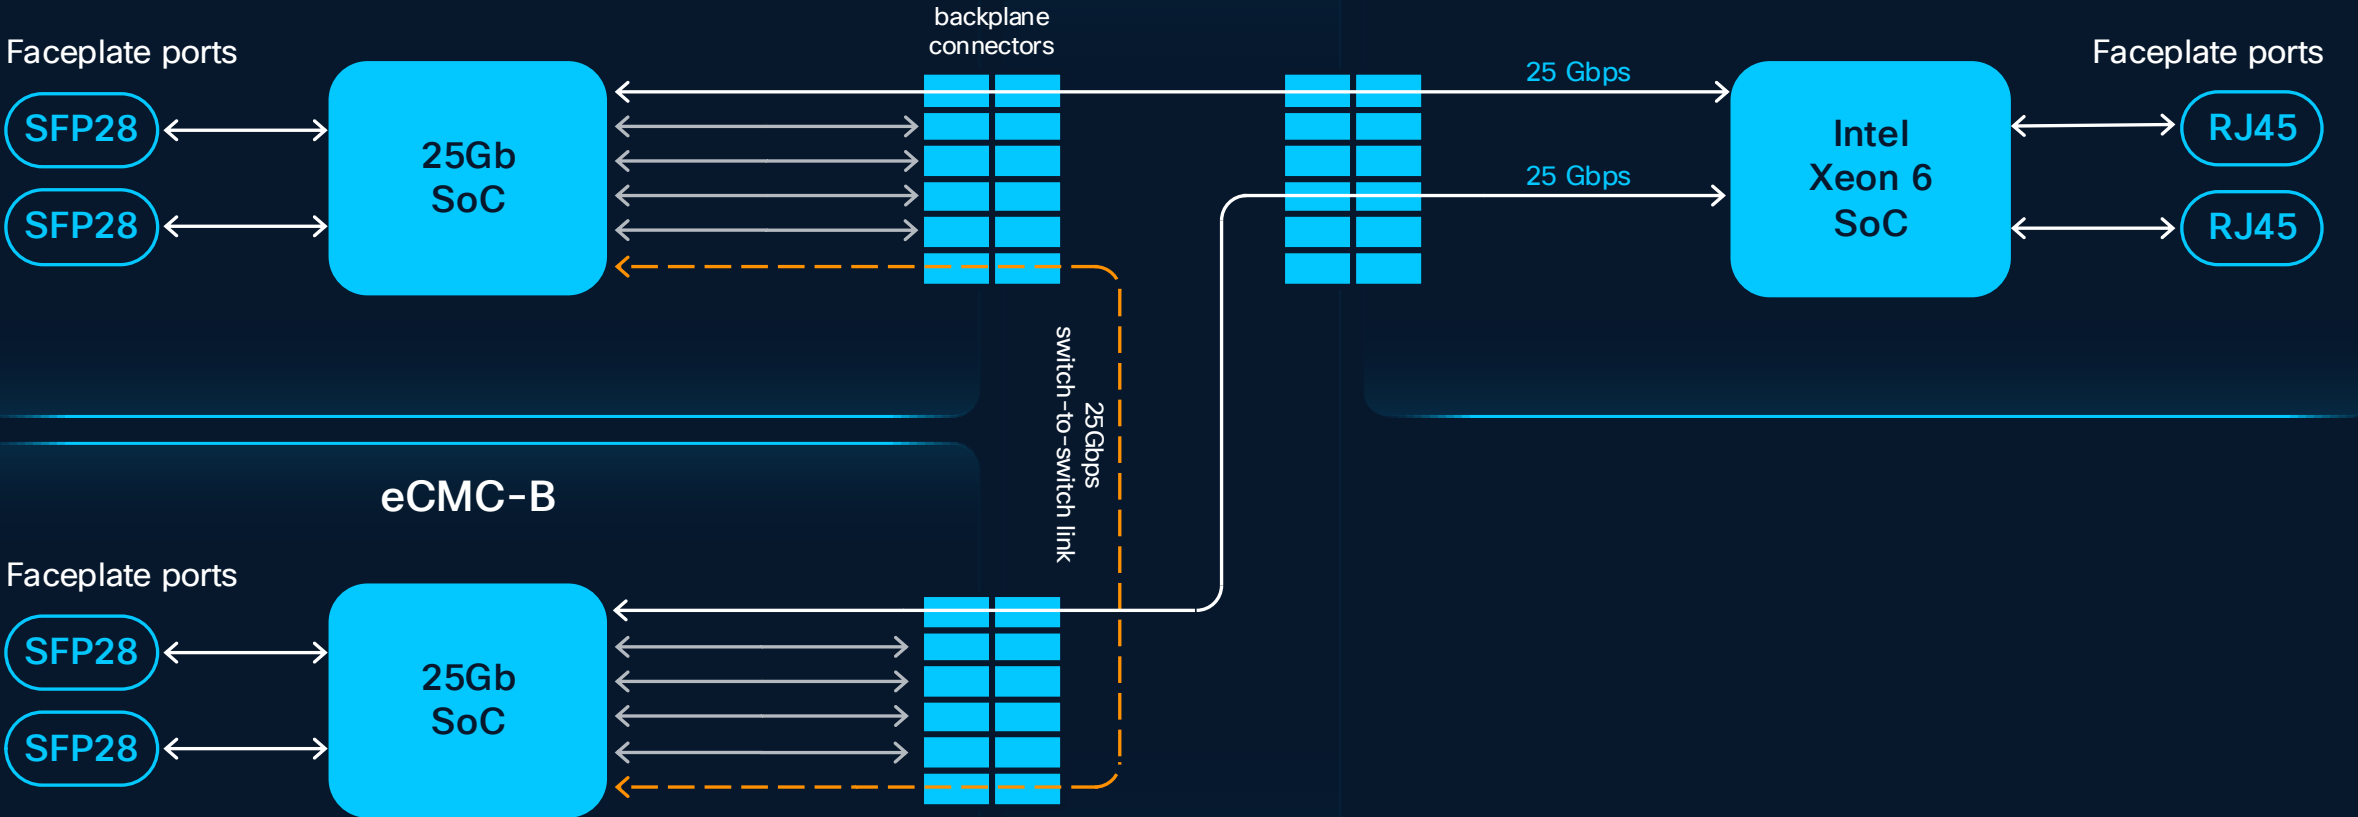 backplane
connectors
Faceplate ports
SFP28
SFP28
25Gb
SoC
25 Gbps
25 Gbps
Intel
Xeon 6
SoC
Faceplate ports
RJ45
RJ45
25Gbps
switch-to-switch link
eCMC-B
Faceplate ports
SFP28
SFP28
25Gb
SoC